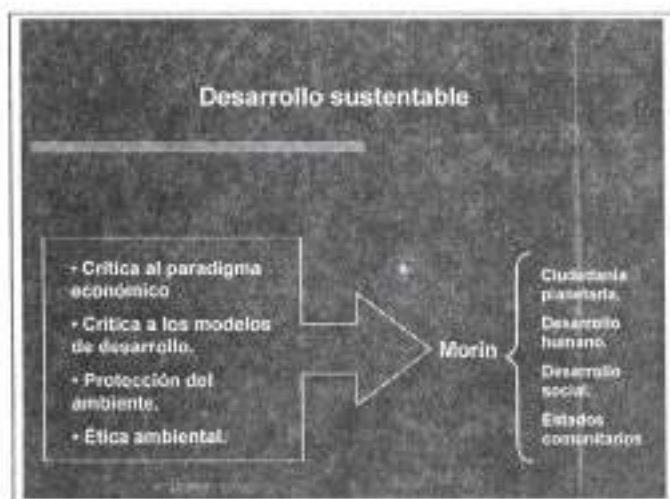 Desarrollo sustentable
• Crítica al paradigma
económico
• Crítica a los modelos
de desarrollo.
• Protección del
ambiente.
• Ética ambiental.
Morin
Ciudadanía
planetaria.
Desarrollo
humano.
Desarrollo
social.
Estados
comunitarios